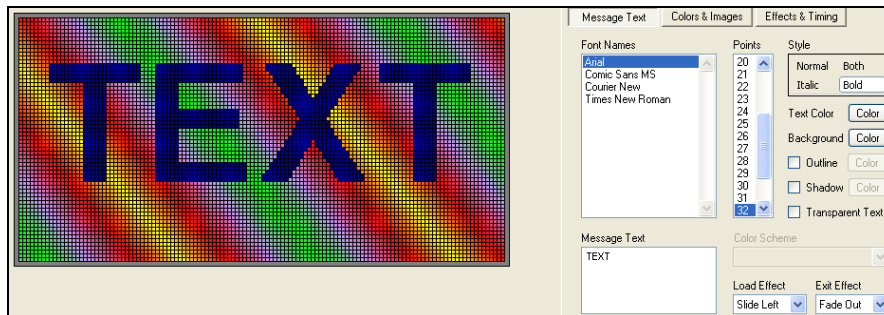 TEXT
Message Text
Colors & Images
Effects & Timing
Font Names
Arial
Comic Sans MS
Courier New
Times New Roman
Points
20
21
22
23
24
25
26
27
28
29
30
31
32
Style
Normal Both
Italic Bold
Text Color Color
Background Color
Outline Color
Shadow Color
Transparent Text
Message Text
TEXT
Color Scheme
Load Effect Exit Effect
Slide Left Fade Out